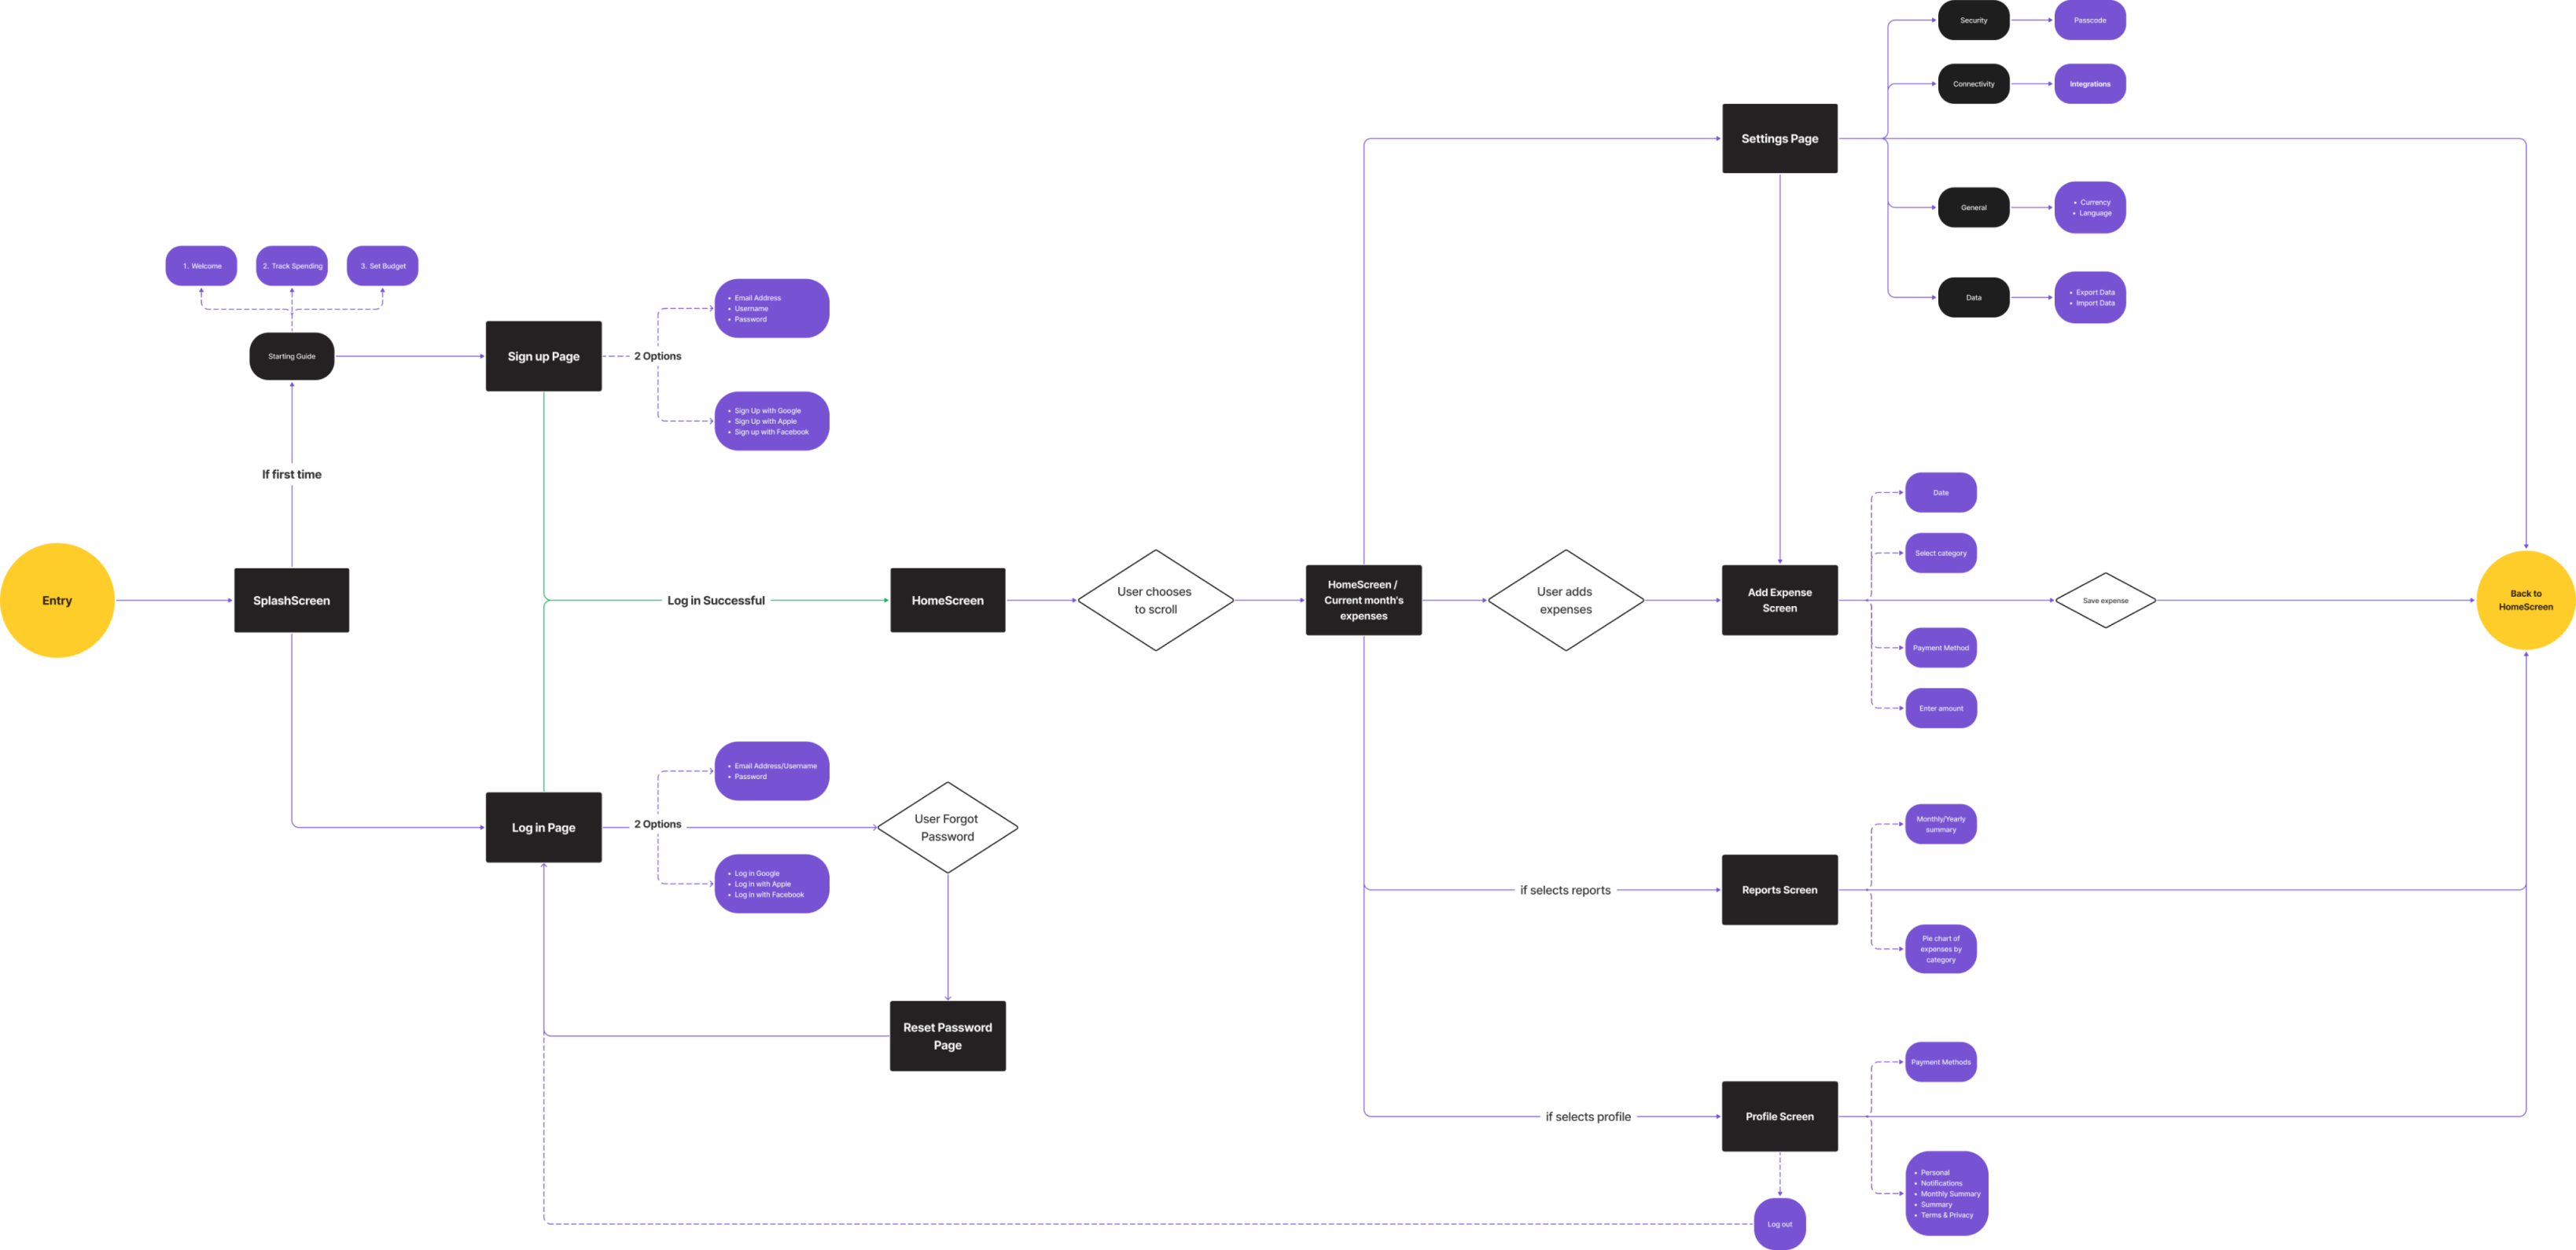 Security
Passcode
Connectivity
Integrations
Settings Page
General
• Currency
• Language
Data
• Export Data
• Import Data
1. Welcome
2. Track Spending
3. Set Budget
Starting Guide
Sign up Page
2 Options
• Email Address
• Username
• Password
• Sign Up with Google
• Sign Up with Apple
• Sign up with Facebook
If first time
Entry
SplashScreen
Log in Successful
HomeScreen
User chooses
to scroll
HomeScreen /
Current month's
expenses
User adds
expenses
Add Expense
Screen
Date
Select category
Payment Method
Enter amount
Save expense
Back to
HomeScreen
Log in Page
2 Options
• Email Address/Username
• Password
• Log in Google
• Log in with Apple
• Log in with Facebook
User Forgot
Password
Reset Password
Page
if selects reports
Reports Screen
Monthly/Yearly
summary
Pie chart of
expenses by
category
if selects profile
Profile Screen
Payment Methods
• Personal
• Notifications
• Monthly Summary
• Summary
• Terms & Privacy
Log out